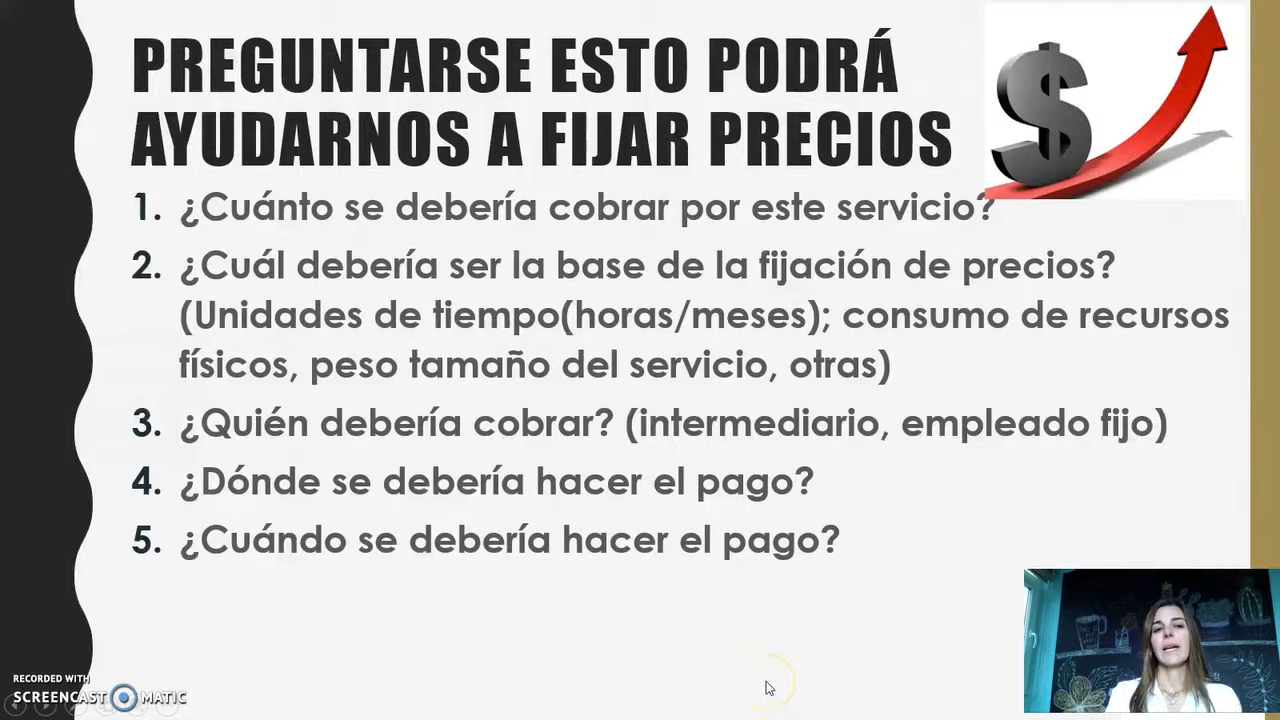 PREGUNTARSE ESTO PODRÁ
AYUDARNOS A FIJAR PRECIOS
1. ¿Cuánto se debería cobrar por este servicio?
2. ¿Cuál debería ser la base de la fijación de precios?
(Unidades de tiempo(horas/meses); consumo de recursos
físicos, peso tamaño del servicio, otras)
3. ¿Quién debería cobrar? (intermediario, empleado fijo)
4. ¿Dónde se debería hacer el pago?
5. ¿Cuándo se debería hacer el pago?
RECORDED WITH
SCREENCAST MATIC